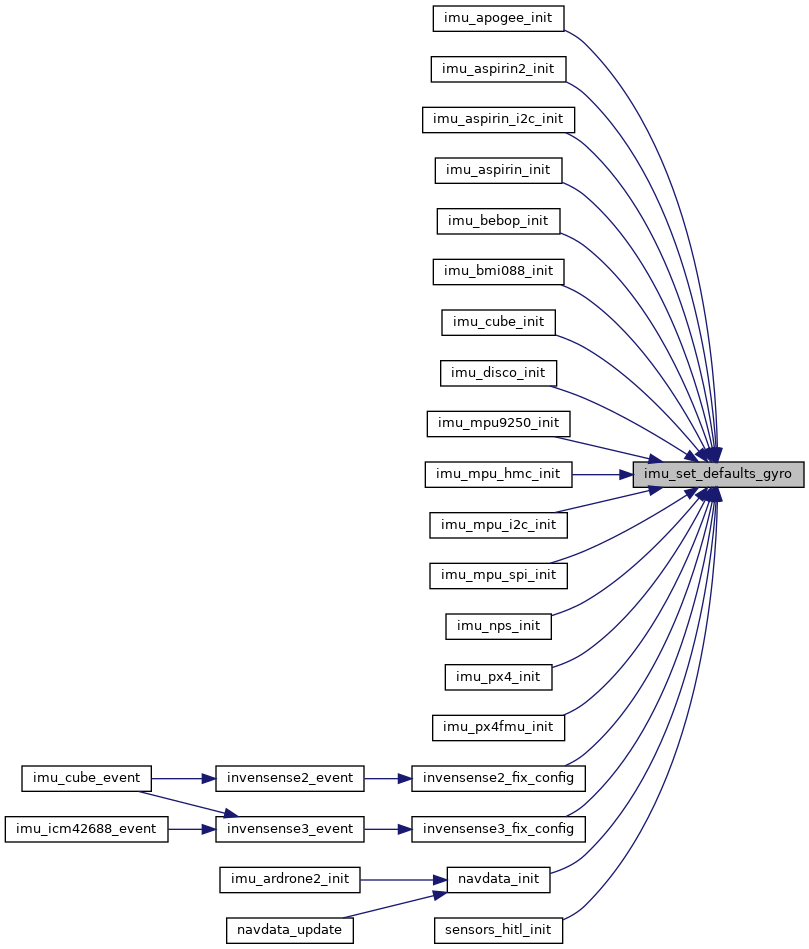 imu_apogee_init
imu_aspirin2_init
imu_aspirin_i2c_init
imu_aspirin_init
imu_bebop_init
imu_bmi088_init
imu_cube_init
imu_disco_init
imu_mpu9250_init
imu_mpu_hmc_init
imu_set_defaults_gyro
imu_mpu_i2c_init
imu_mpu_spi_init
imu_nps_init
imu_px4_init
imu_px4fmu_init
imu_cube_event
invensense2_event
invensense2_fix_config
imu_icm42688_event
invensense3_event
invensense3_fix_config
imu_ardrone2_init
navdata_init
navdata_update
sensors_hitl_init